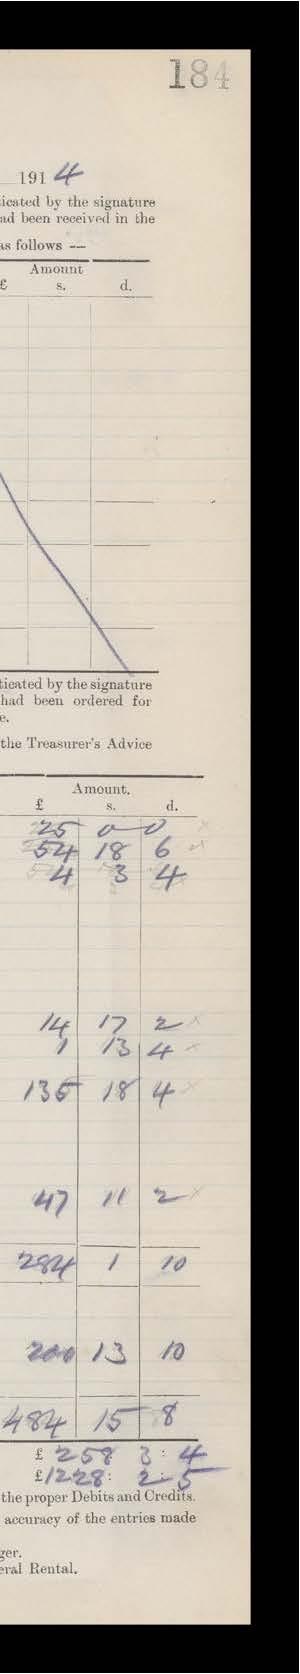 184
191 4
ticated by the signature
ad been received in the
as follows —
Amount
£ s. d.
ticated by the signature
had been ordered for
e.
the Treasurer's Advice
Amount.
£ s. d.
25 0 0
54 18 6
4 3 4
14 17 2
1 13 4
135 18 4
47 11 2
284 1 10
200 13 10
484 15 8
£ 258 3 : 4
£ 1228 : 2 : 5
the proper Debits and Credits.
accuracy of the entries made
ger.
eral Rental.